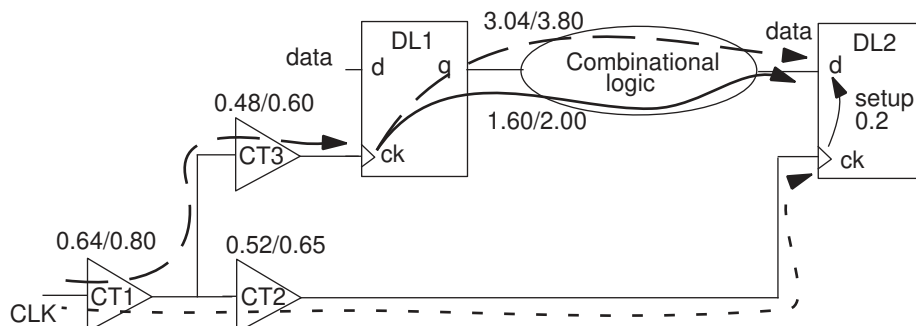 3.04/3.80
data
DL1
d
q
Combinational
logic
data
DL2
d
setup
0.2
ck
0.48/0.60
CT3
ck
1.60/2.00
0.64/0.80
CT1
CLK
0.52/0.65
CT2